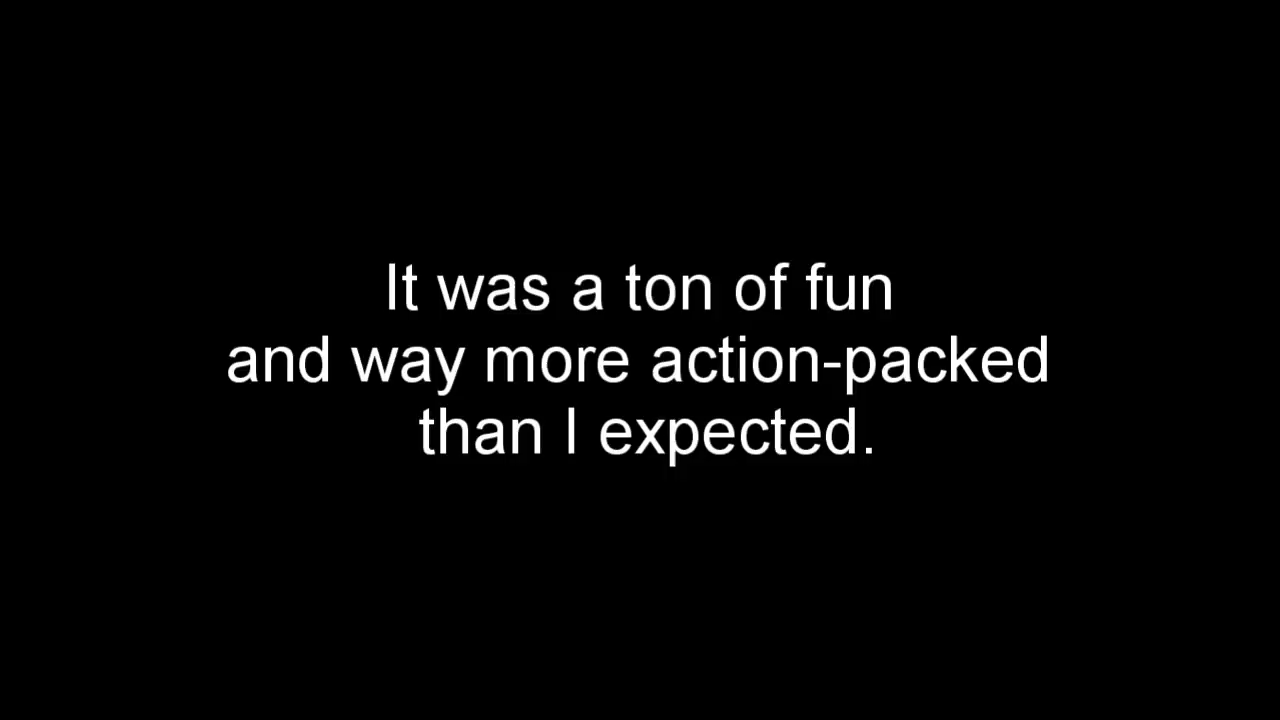 It was a ton of fun
and way more action-packed
than I expected.